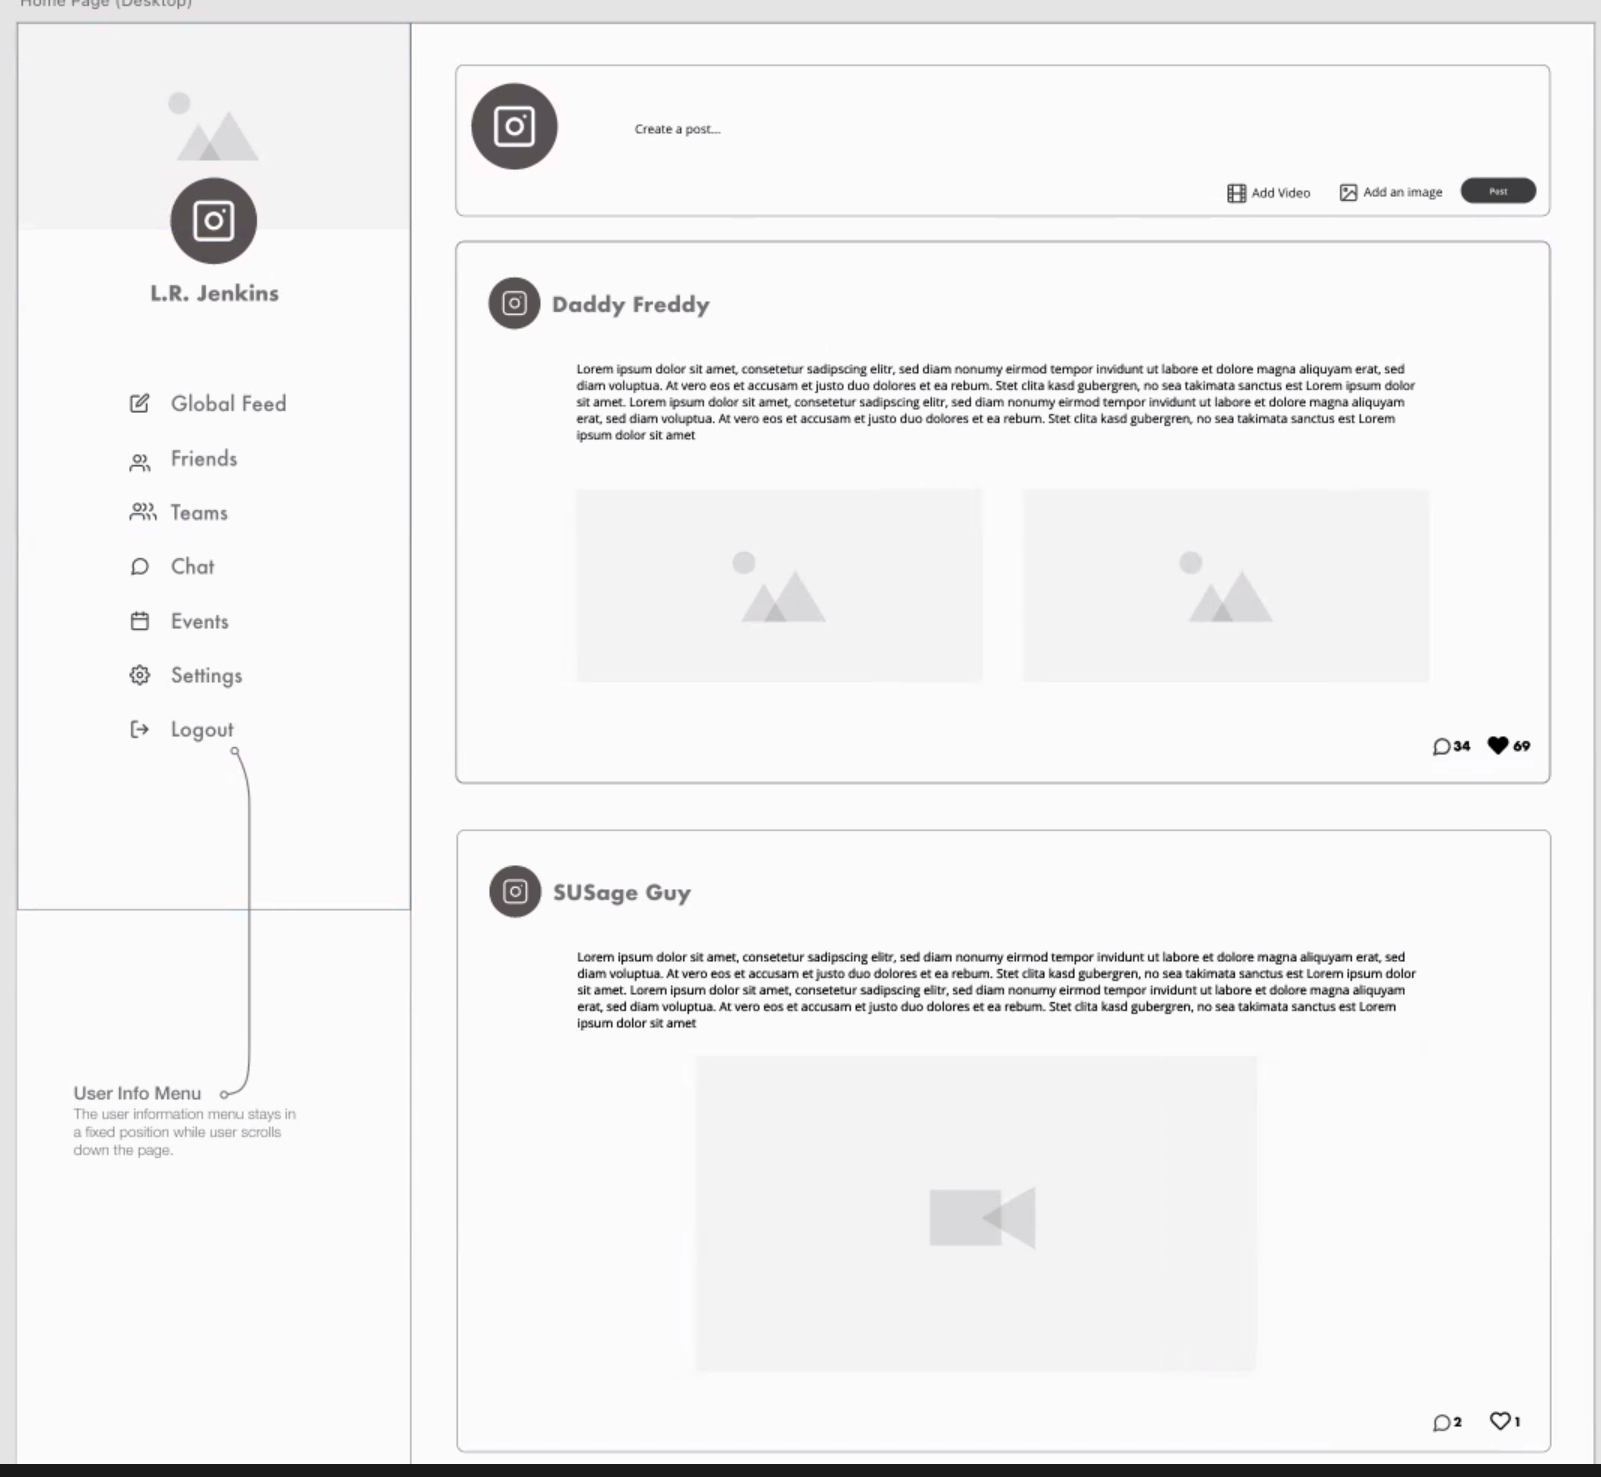 Home Page (Desktop)
L.R. Jenkins
Global Feed
Friends
Teams
Chat
Events
Settings
Logout
User Info Menu
The user information menu stays in
a fixed position while user scrolls
down the page.
Create a post...
Add Video
Add an image
Post
Daddy Freddy
Lorem ipsum dolor sit amet, consetetur sadipscing elitr, sed diam nonumy eirmod tempor invidunt ut labore et dolore magna aliquyam erat, sed
diam voluptua. At vero eos et accusam et justo duo dolores et ea rebum. Stet clita kasd gubergren, no sea takimata sanctus est Lorem ipsum dolor
sit amet. Lorem ipsum dolor sit amet, consetetur sadipscing elitr, sed diam nonumy eirmod tempor invidunt ut labore et dolore magna aliquyam
erat, sed diam voluptua. At vero eos et accusam et justo duo dolores et ea rebum. Stet clita kasd gubergren, no sea takimata sanctus est Lorem
ipsum dolor sit amet
34
69
SUSage Guy
Lorem ipsum dolor sit amet, consetetur sadipscing elitr, sed diam nonumy eirmod tempor invidunt ut labore et dolore magna aliquyam erat, sed
diam voluptua. At vero eos et accusam et justo duo dolores et ea rebum. Stet clita kasd gubergren, no sea takimata sanctus est Lorem ipsum dolor
sit amet. Lorem ipsum dolor sit amet, consetetur sadipscing elitr, sed diam nonumy eirmod tempor invidunt ut labore et dolore magna aliquyam
erat, sed diam voluptua. At vero eos et accusam et justo duo dolores et ea rebum. Stet clita kasd gubergren, no sea takimata sanctus est Lorem
ipsum dolor sit amet
2
1